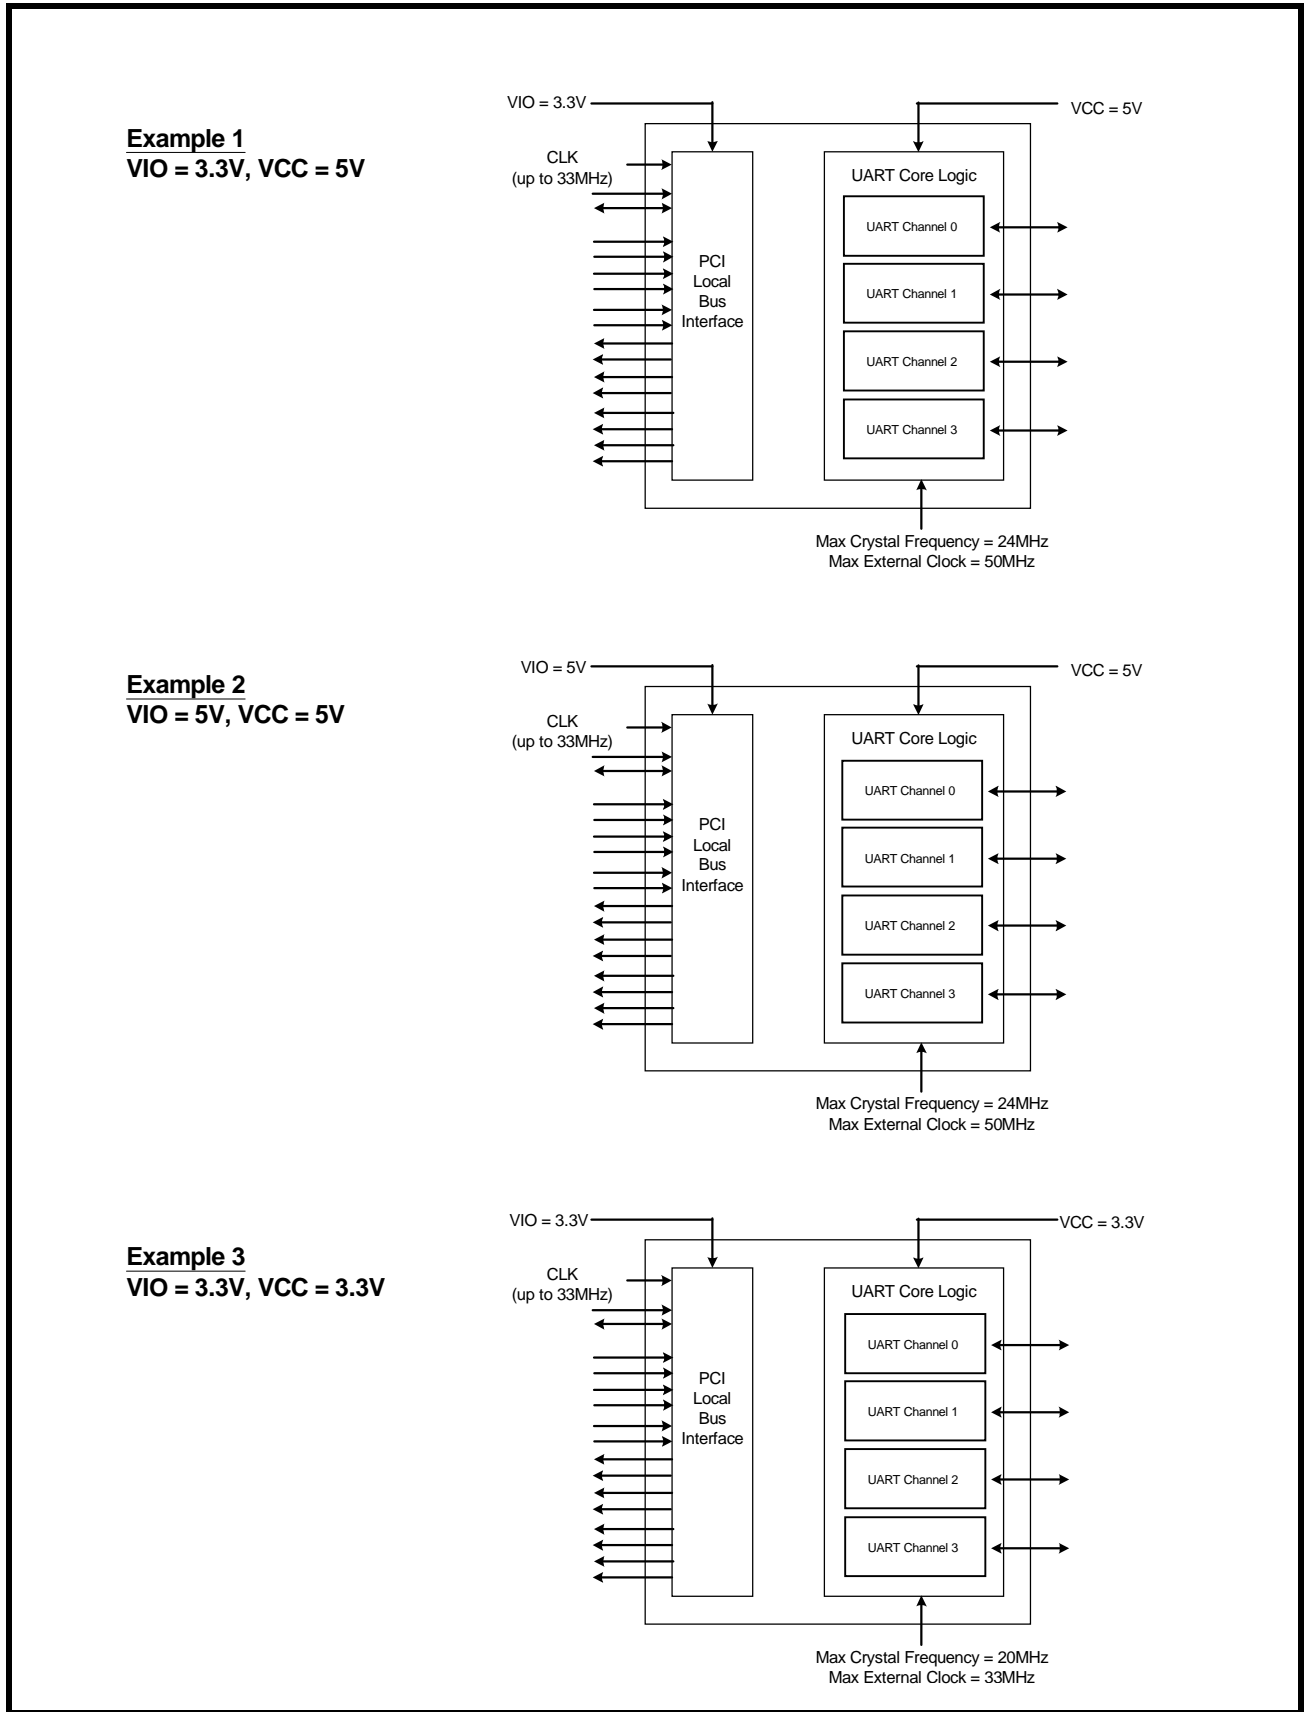 VIO = 3.3V
VCC = 5V
Example 1
VIO = 3.3V, VCC = 5V
CLK
(up to 33MHz)
PCI
Local
Bus
Interface
UART Core Logic
UART Channel 0
UART Channel 1
UART Channel 2
UART Channel 3
Max Crystal Frequency = 24MHz
Max External Clock = 50MHz
VIO = 5V
VCC = 5V
Example 2
VIO = 5V, VCC = 5V
CLK
(up to 33MHz)
PCI
Local
Bus
Interface
UART Core Logic
UART Channel 0
UART Channel 1
UART Channel 2
UART Channel 3
Max Crystal Frequency = 24MHz
Max External Clock = 50MHz
VIO = 3.3V
VCC = 3.3V
Example 3
VIO = 3.3V, VCC = 3.3V
CLK
(up to 33MHz)
PCI
Local
Bus
Interface
UART Core Logic
UART Channel 0
UART Channel 1
UART Channel 2
UART Channel 3
Max Crystal Frequency = 20MHz
Max External Clock = 33MHz